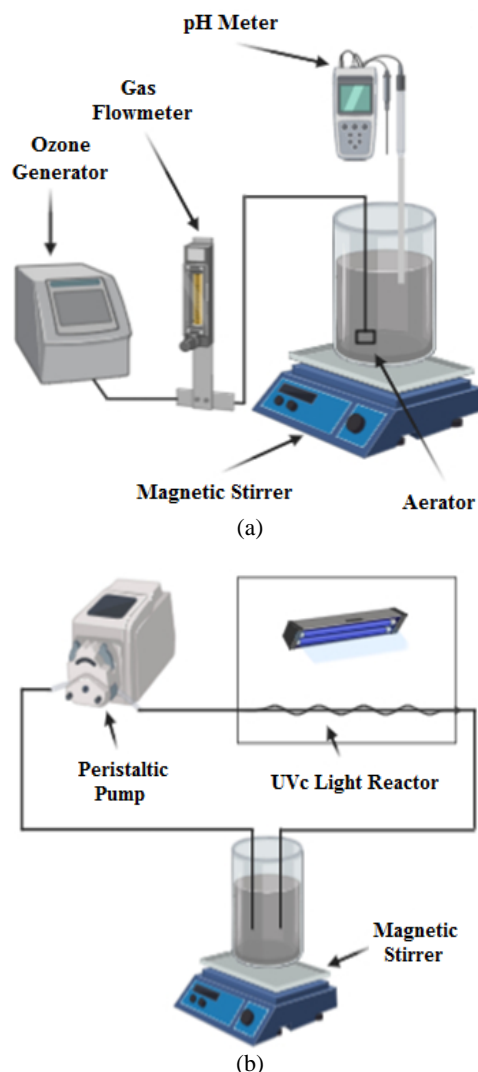 pH Meter
Gas
Flowmeter
Ozone
Generator
Magnetic Stirrer
Aerator
(a)
Peristaltic
Pump
UVc Light Reactor
Magnetic
Stirrer
(b)